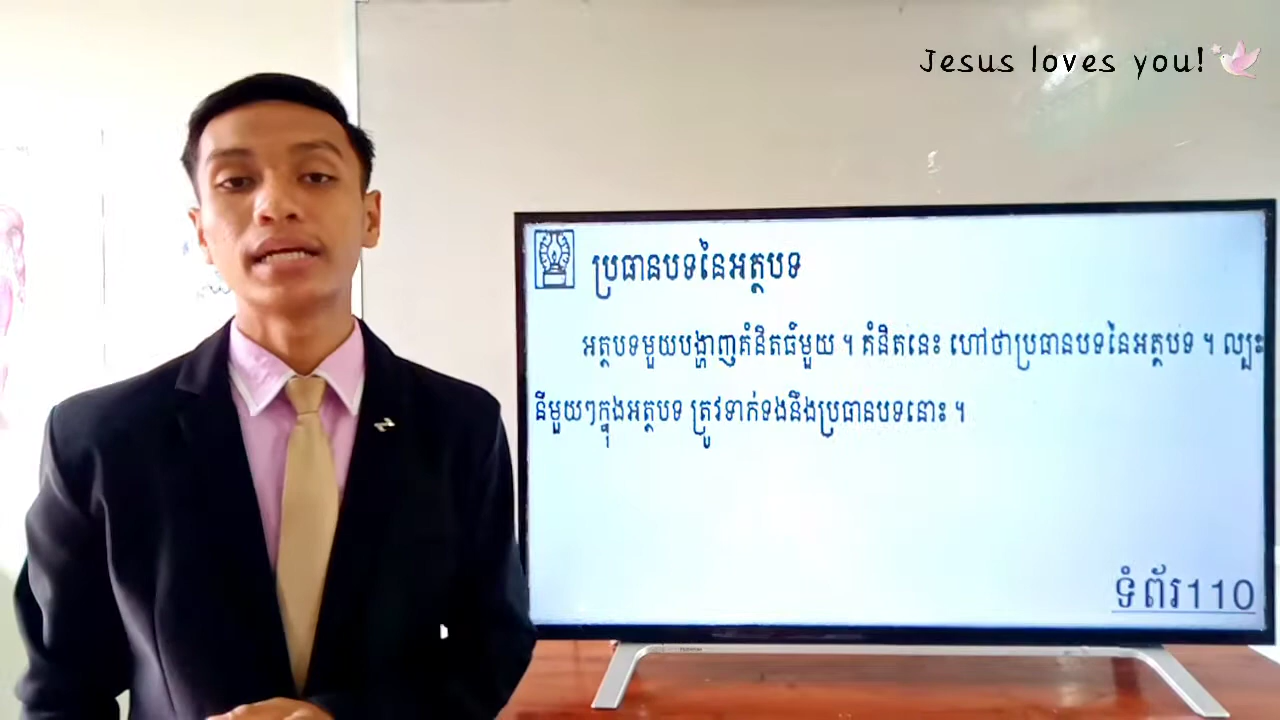 Jesus loves you!
ប្រធានបទនៃអត្ថបទ
អត្ថបទមួយបង្ហាញគំនិតធំមួយ ។ គំនិតនេះ ហៅថាប្រធានបទនៃអត្ថបទ ។ ល្បះ
នីមួយៗក្នុងអត្ថបទ ត្រូវទាក់ទងនឹងប្រធានបទនោះ ។
ទំព័រ110